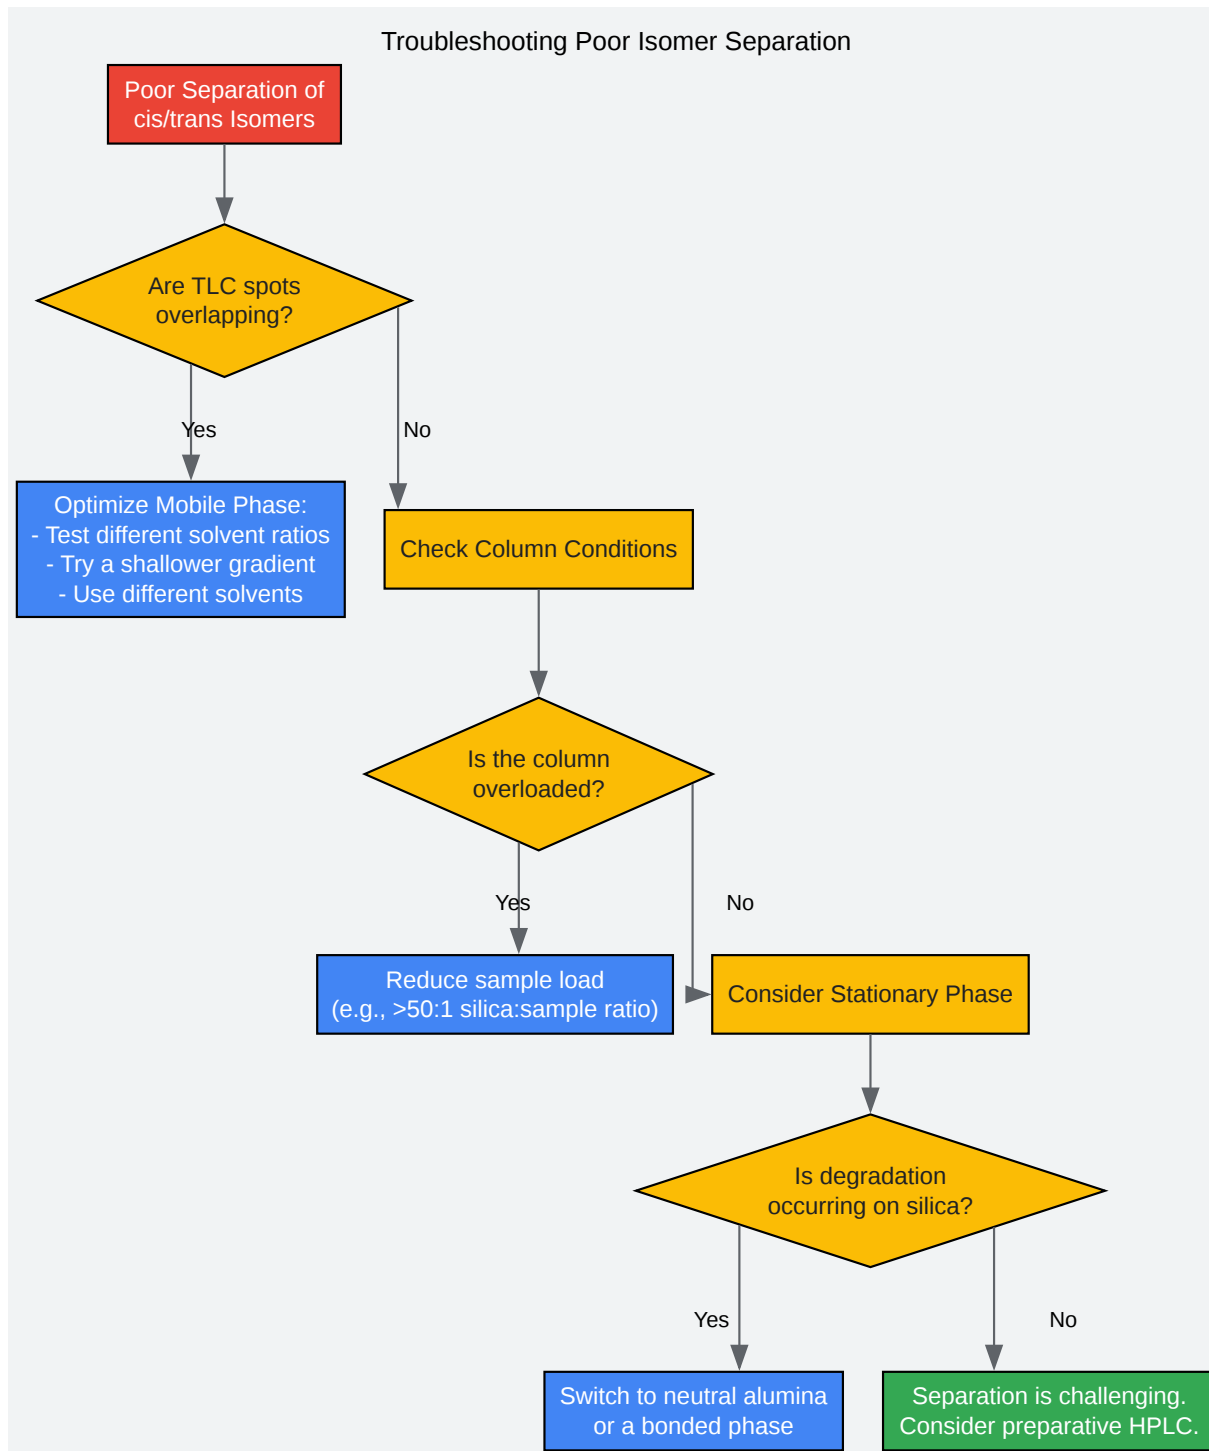 Troubleshooting Poor Isomer Separation
Poor Separation of
cis/trans Isomers
Are TLC spots
overlapping?
Yes
No
Optimize Mobile Phase:
- Test different solvent ratios
- Try a shallower gradient
- Use different solvents
Check Column Conditions
Is the column
overloaded?
Yes
No
Reduce sample load
(e.g., >50:1 silica:sample ratio)
Consider Stationary Phase
Is degradation
occurring on silica?
Yes
No
Switch to neutral alumina
or a bonded phase
Separation is challenging.
Consider preparative HPLC.